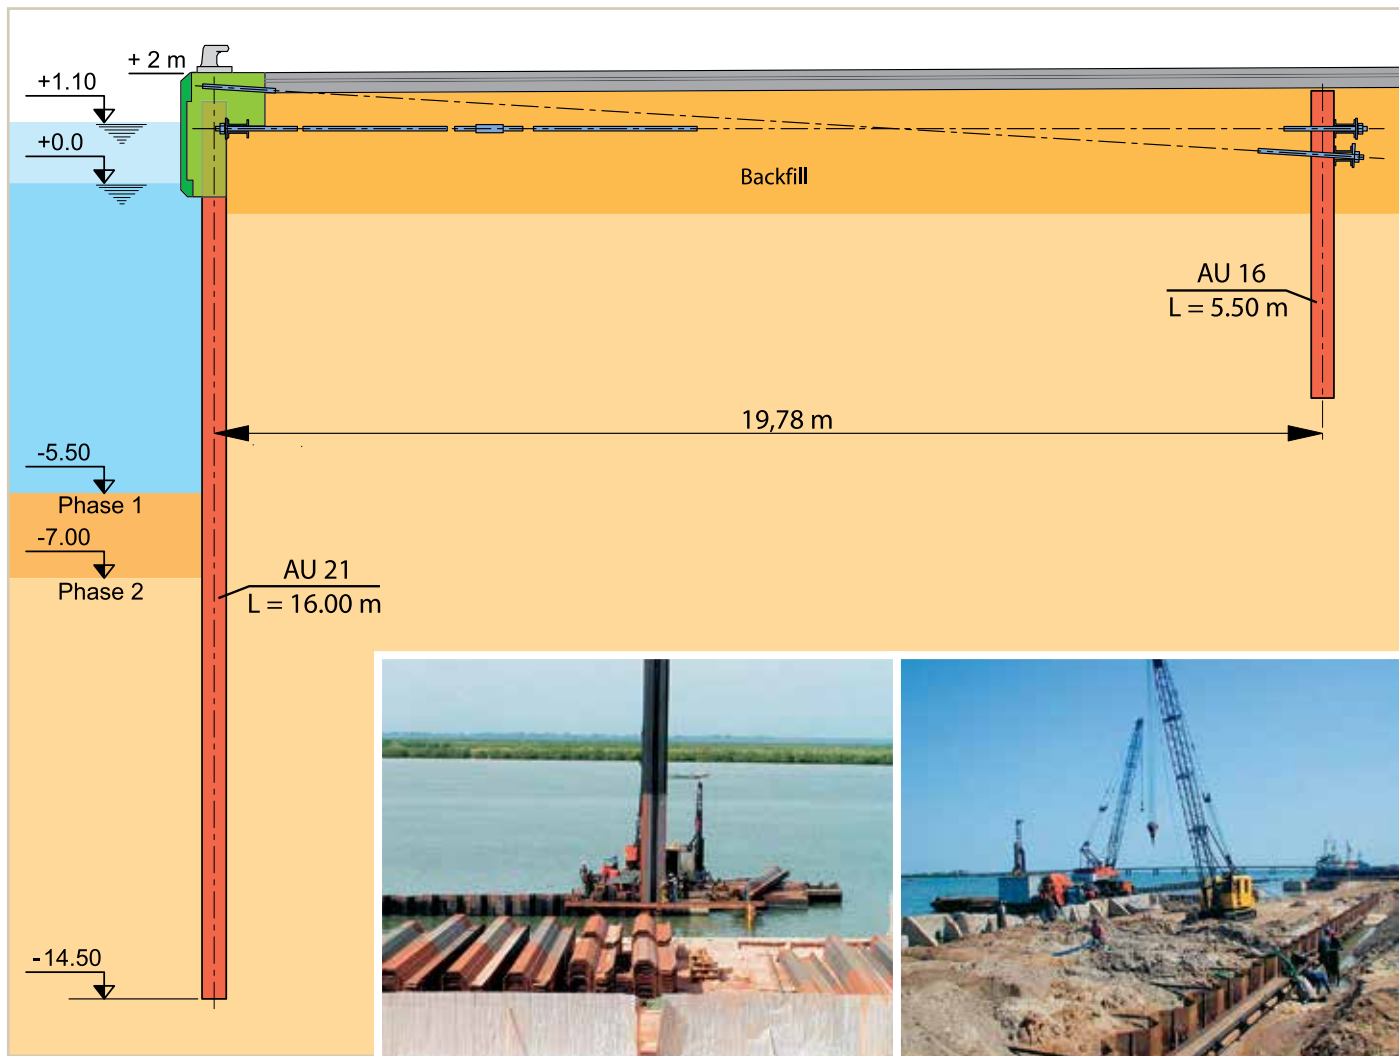 + 2 m
+1.10
+0.0
Backfill
AU 16
L = 5.50 m
19,78 m
-5.50
Phase 1
-7.00
Phase 2
AU 21
L = 16.00 m
-14.50